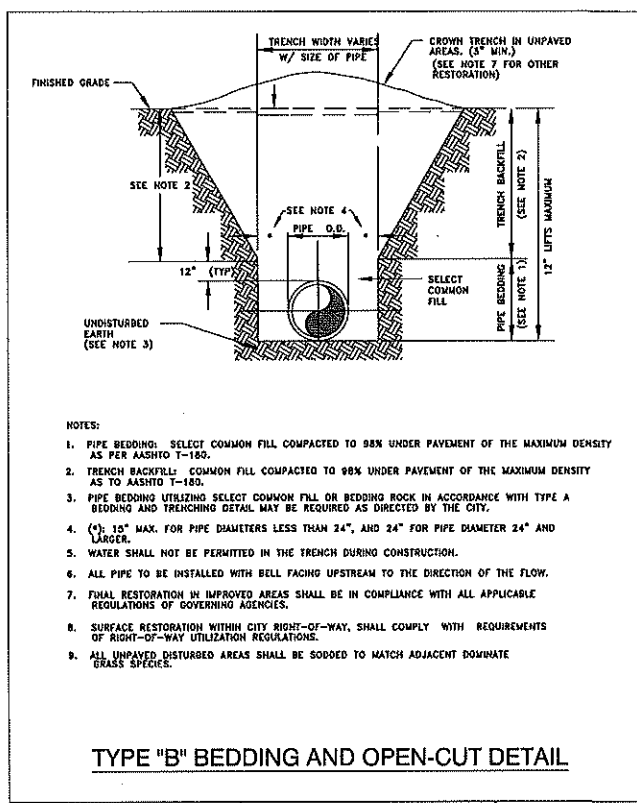 TRENCH WIDTH VARIES
W/ SIZE OF PIPE
CROWN TRENCH IN UNPAVED
AREAS. (3" MIN.)
(SEE NOTE 7 FOR OTHER
RESTORATION)
FINISHED GRADE
SEE NOTE 2
SEE NOTE 4
PIPE O.D.
12" (TYP)
SELECT
COMMON
FILL
UNDISTURBED
EARTH
(SEE NOTE 3)
TRENCH BACKFILL
(SEE NOTE 2)
PIPE BEDDING
(SEE NOTE 1)
12" LIFTS MAXIMUM
NOTES:
1. PIPE BEDDING: SELECT COMMON FILL COMPACTED TO 98% UNDER PAVEMENT OF THE MAXIMUM DENSITY
AS PER AASHTO T-180.
2. TRENCH BACKFILL: COMMON FILL COMPACTED TO 98% UNDER PAVEMENT OF THE MAXIMUM DENSITY
AS TO AASHTO T-180.
3. PIPE BEDDING UTILIZING SELECT COMMON FILL OR BEDDING ROCK IN ACCORDANCE WITH TYPE A
BEDDING AND TRENCHING DETAIL MAY BE REQUIRED AS DIRECTED BY THE CITY.
4. (*): 15" MAX. FOR PIPE DIAMETERS LESS THAN 24", AND 24" FOR PIPE DIAMETER 24" AND
LARGER.
5. WATER SHALL NOT BE PERMITTED IN THE TRENCH DURING CONSTRUCTION.
6. ALL PIPE TO BE INSTALLED WITH BELL FACING UPSTREAM TO THE DIRECTION OF THE FLOW.
7. FINAL RESTORATION IN IMPROVED AREAS SHALL BE IN COMPLIANCE WITH ALL APPLICABLE
REGULATIONS OF GOVERNING AGENCIES.
8. SURFACE RESTORATION WITHIN CITY RIGHT-OF-WAY, SHALL COMPLY WITH REQUIREMENTS
OF RIGHT-OF-WAY UTILIZATION REGULATIONS.
9. ALL UNPAVED DISTURBED AREAS SHALL BE SODDED TO MATCH ADJACENT DOMINATE
GRASS SPECIES.
TYPE "B" BEDDING AND OPEN-CUT DETAIL